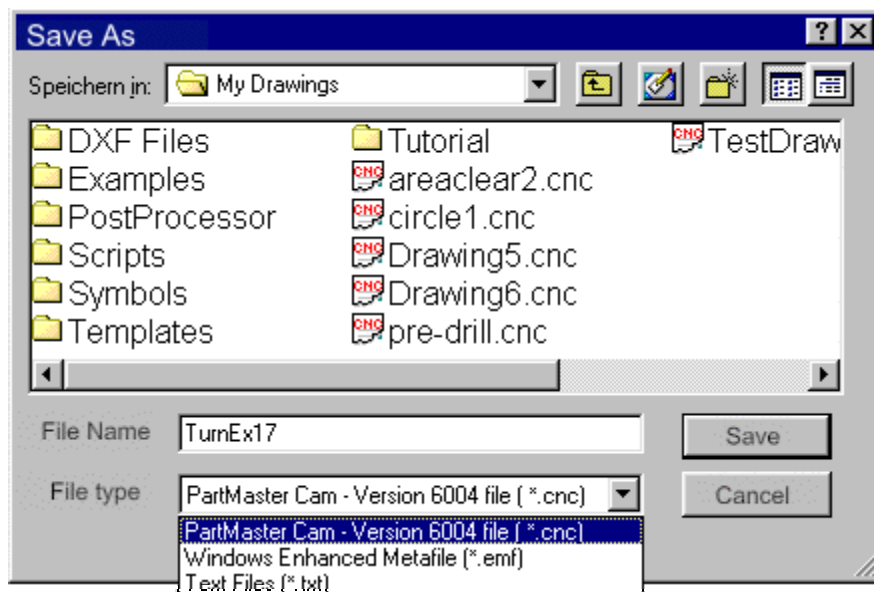 Save As
Speichern in: My Drawings
DXF Files
Examples
PostProcessor
Scripts
Symbols
Templates
Tutorial
areaclear2.cnc
circle1.cnc
Drawing5.cnc
Drawing6.cnc
pre-drill.cnc
TestDraw
File Name TurnEx17 Save
File type PartMaster Cam - Version 6004 file ( *.cnc) Cancel
PartMaster Cam - Version 6004 file ( *.cnc)
Windows Enhanced Metafile (*.emf)
Text Files (*.txt)